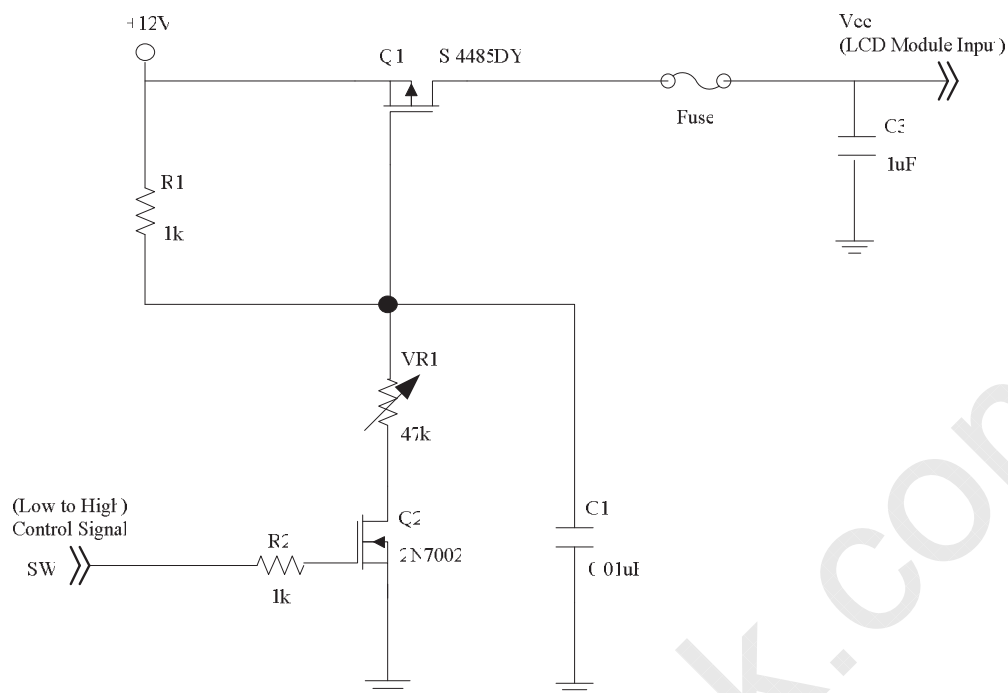 +12V
Vcc
(LCD Module Input)
Q1
Si4485DY
Fuse
C3
1uF
R1
1k
VR1
47k
(Low to High)
Control Signal
SW
R2
1k
Q2
2N7002
C1
0.01uF